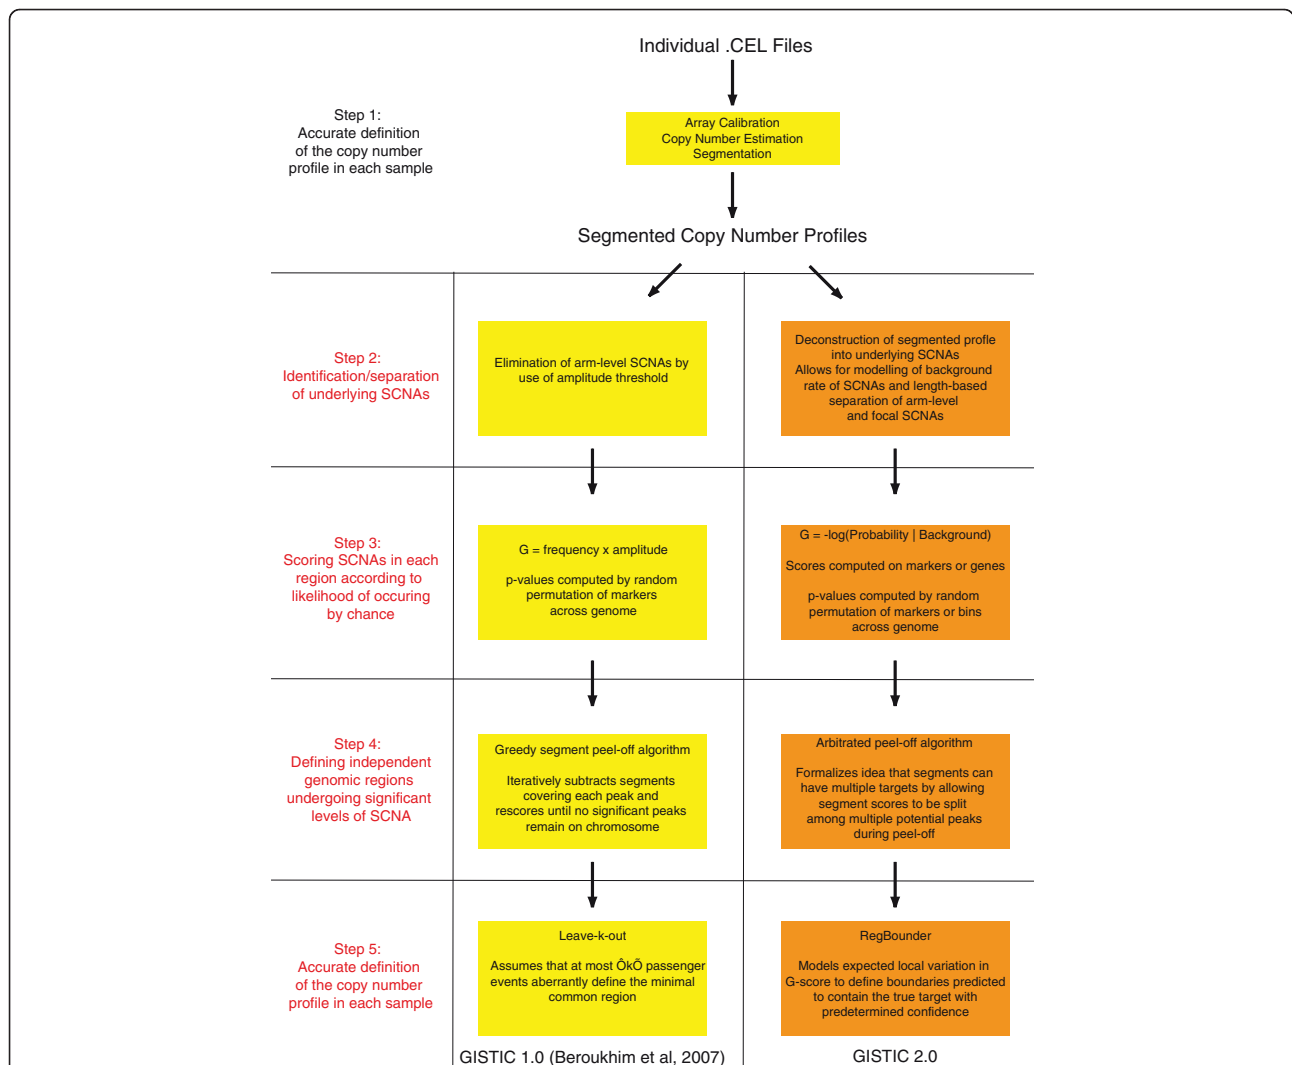 Individual .CEL Files
Step 1:
Accurate definition
of the copy number
profile in each sample
Array Calibration
Copy Number Estimation
Segmentation
Segmented Copy Number Profiles
Step 2:
Identification/separation
of underlying SCNAs
Elimination of arm-level SCNAs by
use of amplitude threshold
Deconstruction of segmented profle
into underlying SCNAs
Allows for modelling of background
rate of SCNAs and length-based
separation of arm-level
and focal SCNAs
Step 3:
Scoring SCNAs in each
region according to
likelihood of occuring
by chance
G = frequency x amplitude
p-values computed by random
permutation of markers
across genome
G = -log(Probability | Background)
Scores computed on markers or genes
p-values computed by random
permutation of markers or bins
across genome
Step 4:
Defining independent
genomic regions
undergoing significant
levels of SCNA
Greedy segment peel-off algorithm
Iteratively subtracts segments
covering each peak and
rescores until no significant peaks
remain on chromosome
Arbitrated peel-off algorithm
Formalizes idea that segments can
have multiple targets by allowing
segment scores to be split
among multiple potential peaks
during peel-off
Step 5:
Accurate definition
of the copy number
profile in each sample
Leave-k-out
Assumes that at most ÔkÕ passenger
events aberrantly define the minimal
common region
RegBounder
Models expected local variation in
G-score to define boundaries predicted
to contain the true target with
predetermined confidence
GISTIC 1.0 (Beroukhim et al, 2007)
GISTIC 2.0